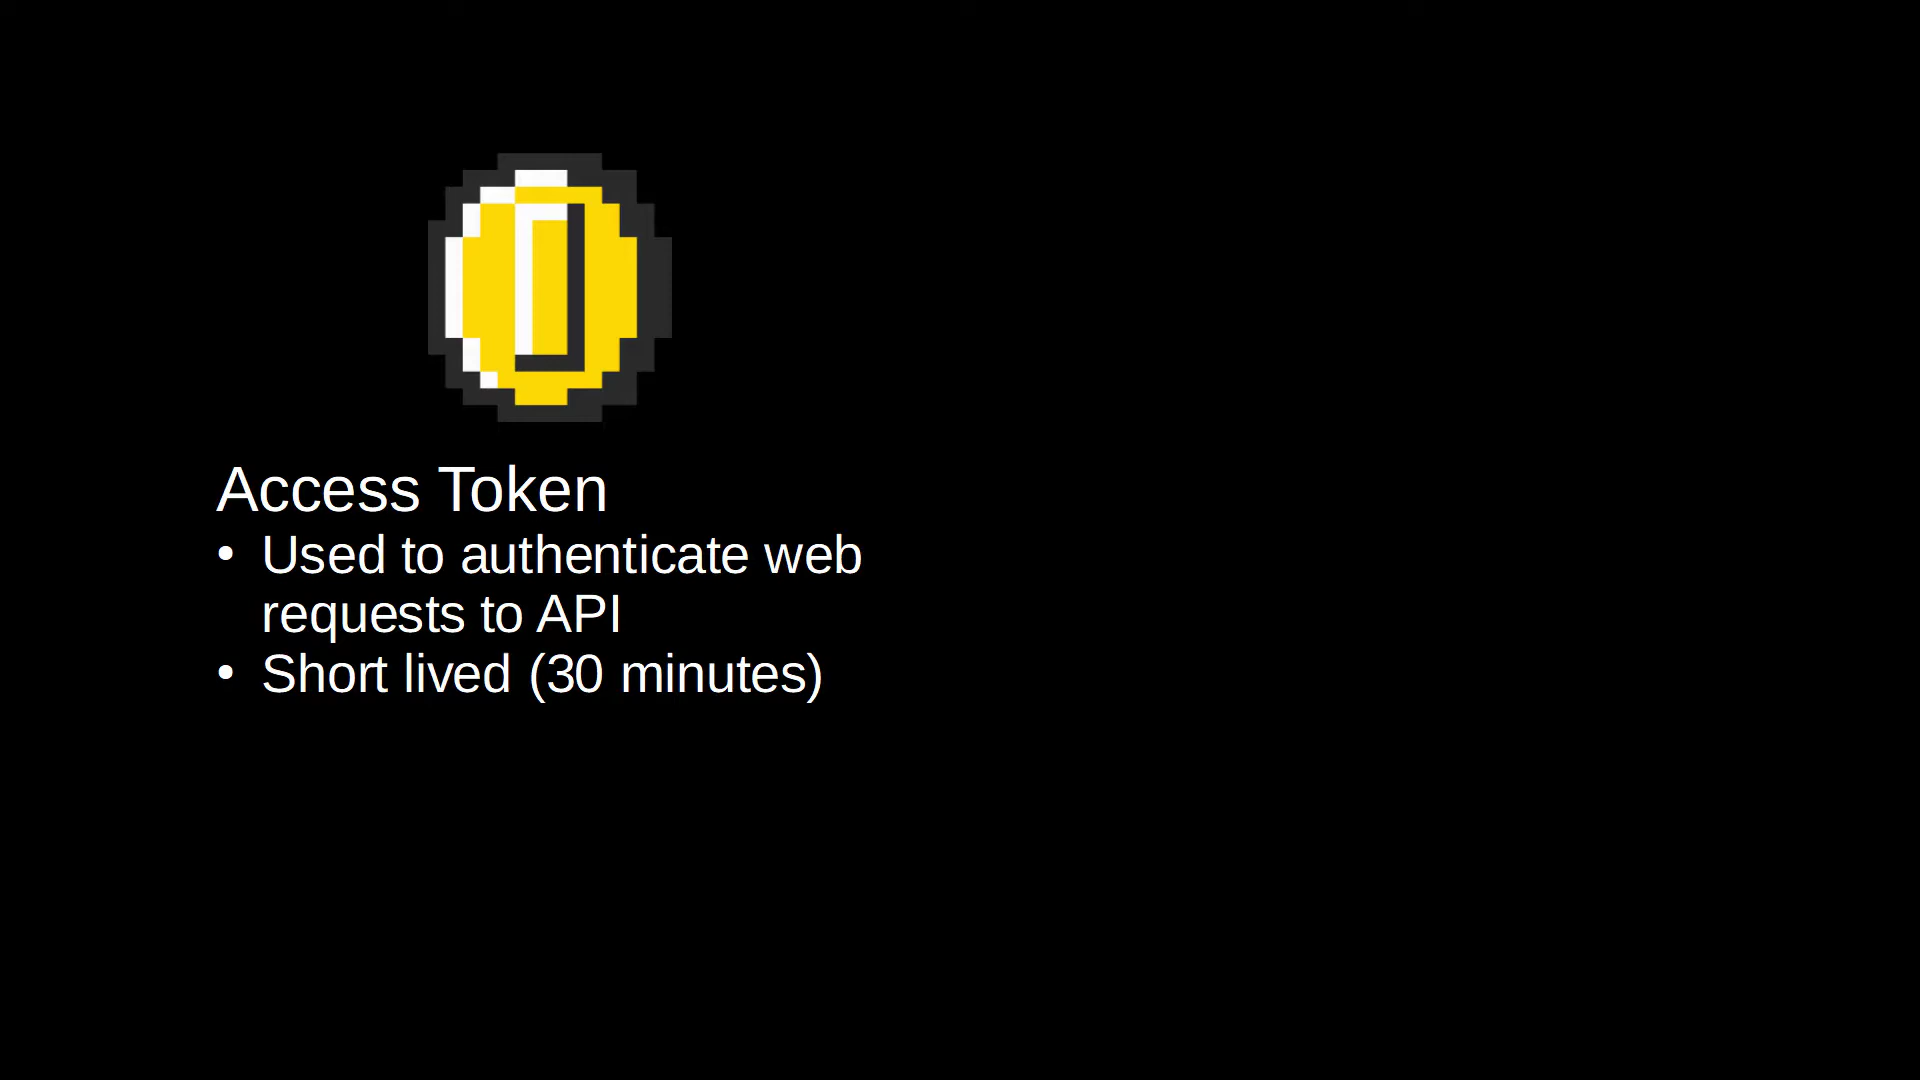 Access Token
• Used to authenticate web
requests to API
• Short lived (30 minutes)